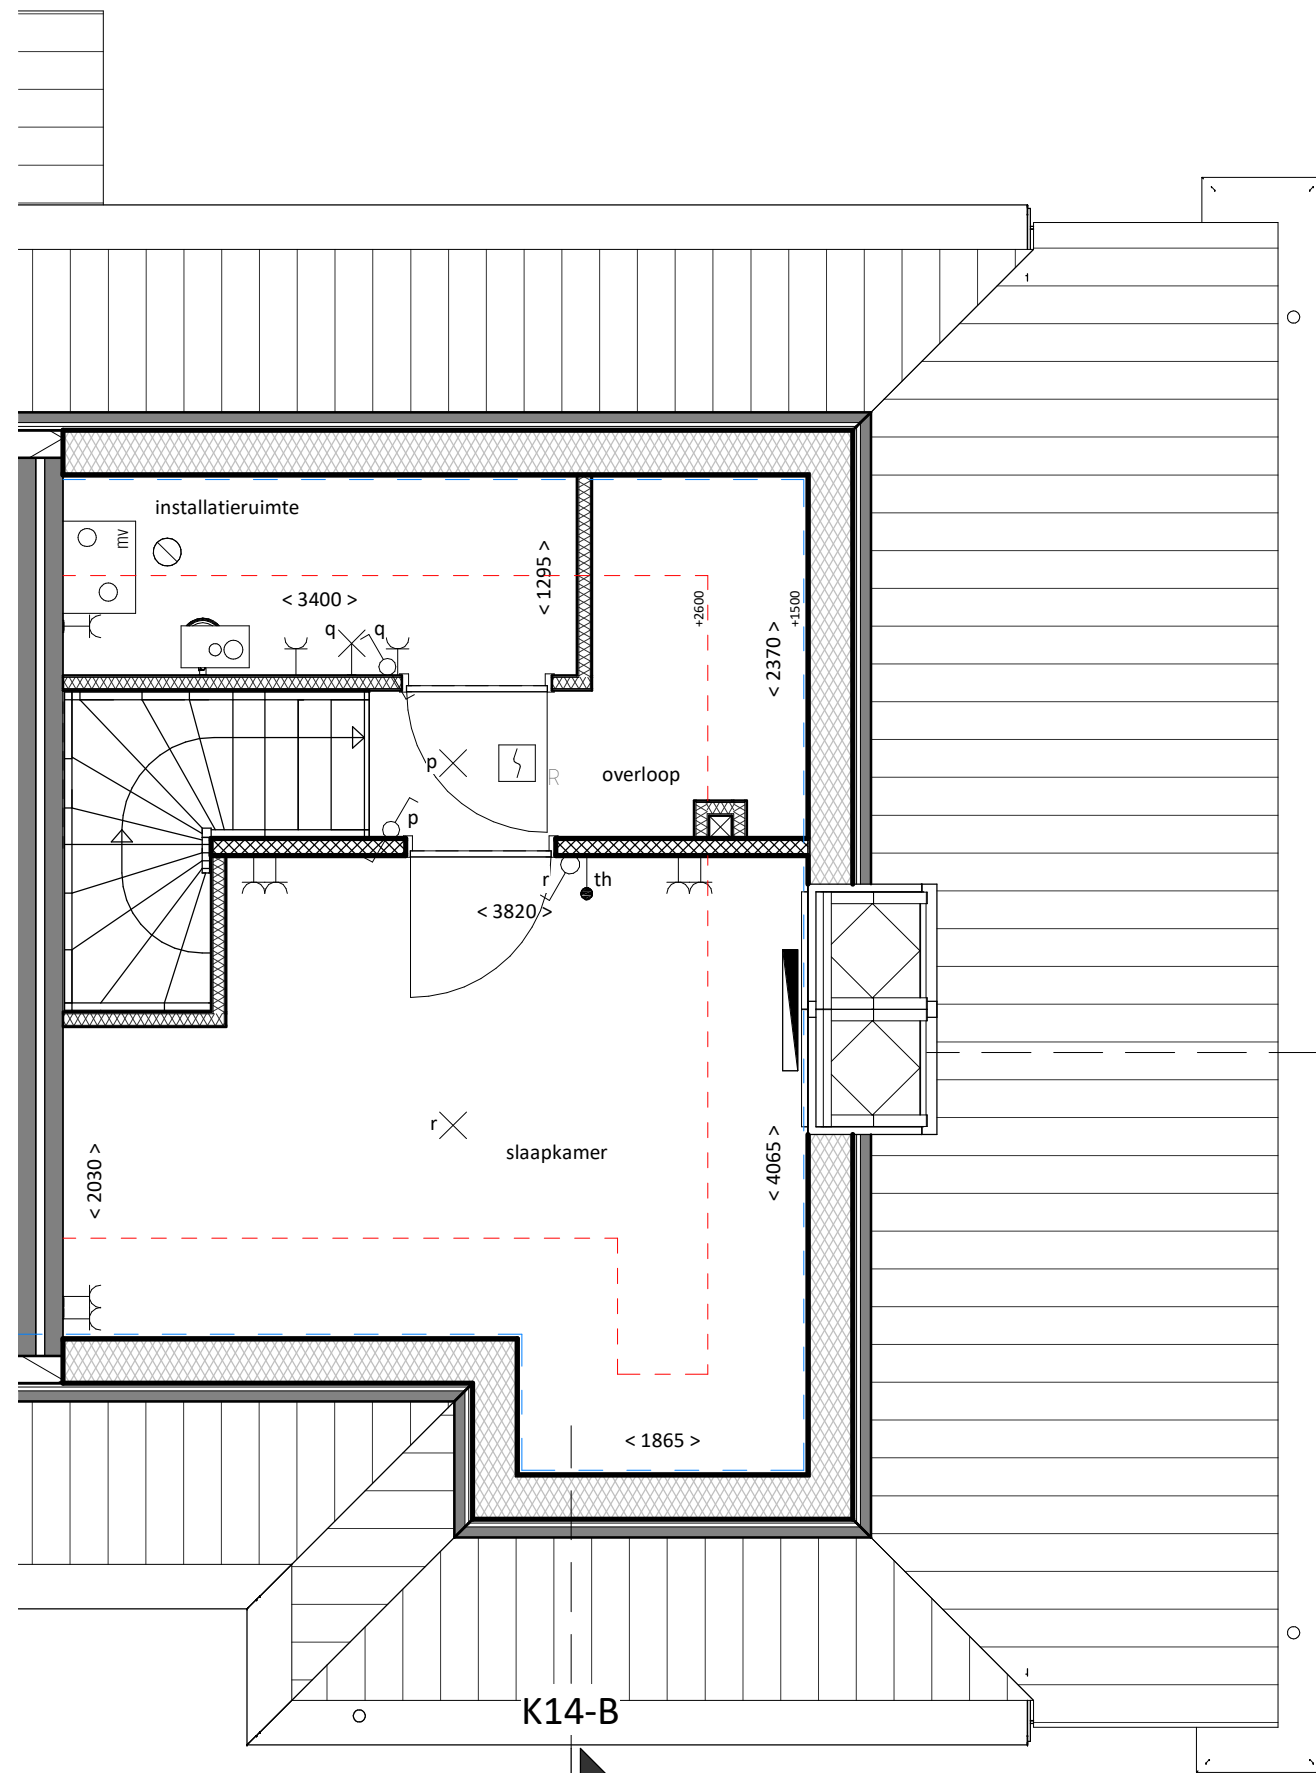 installatieruimte
mv
< 1295 >
< 3400 >
q
q
+2600
+1500
< 2370 >
p
R
overloop
p
r
th
< 3820 >
r
slaapkamer
< 2030 >
< 4065 >
< 1865 >
K14-B